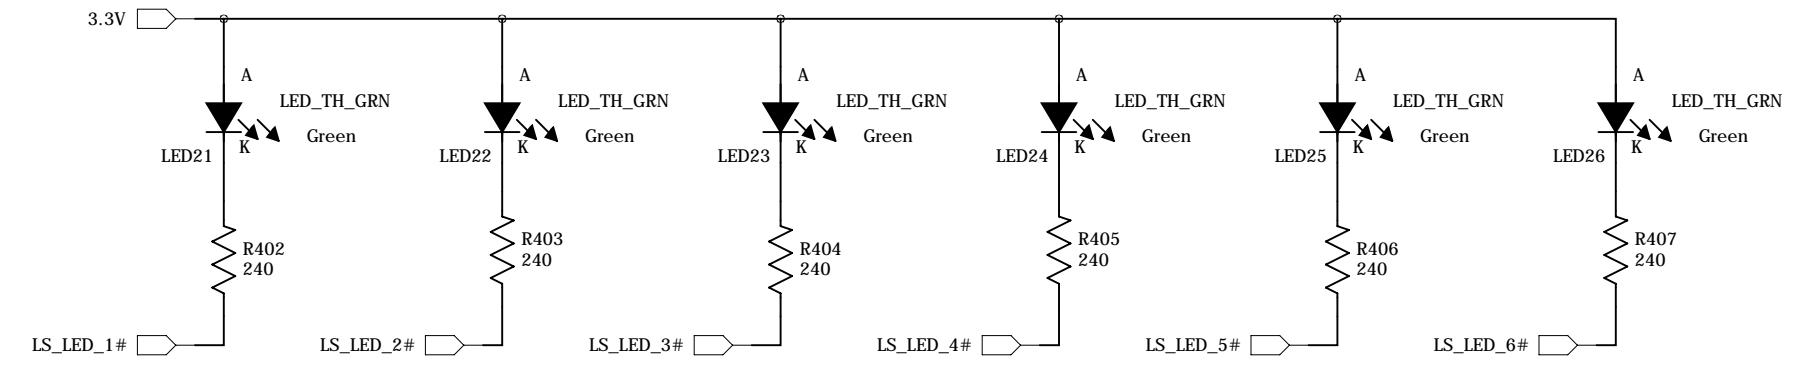 3.3V
A
A
A
A
A
A
LED_TH_GRN
LED_TH_GRN
LED_TH_GRN
LED_TH_GRN
LED_TH_GRN
LED_TH_GRN
Green
Green
Green
Green
Green
Green
K
K
K
K
K
K
LED21
LED22
LED23
LED24
LED25
LED26
R402
240
R403
240
R404
240
R405
240
R406
240
R407
240
LS_LED_1#
LS_LED_2#
LS_LED_3#
LS_LED_4#
LS_LED_5#
LS_LED_6#